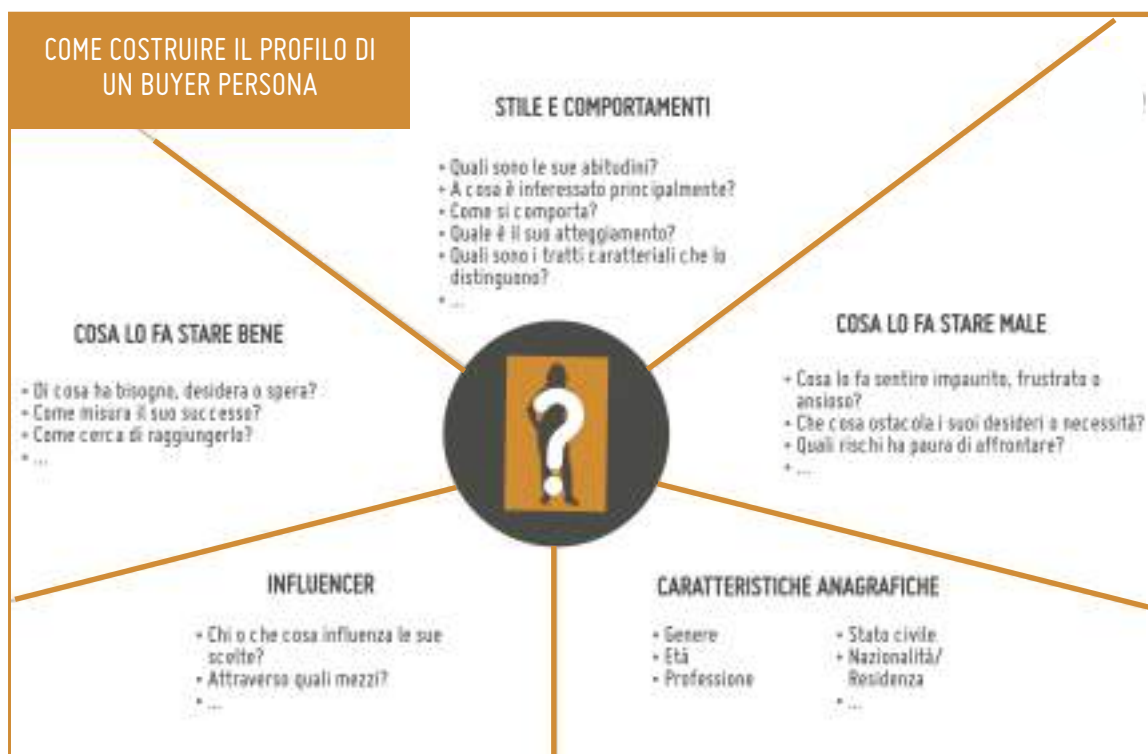 COME COSTRUIRE IL PROFILO DI
UN BUYER PERSONA
STILE E COMPORTAMENTI
• Quali sono le sue abitudini?
• A cosa è interessato principalmente?
• Come si comporta?
• Quale è il suo atteggiamento?
• Quali sono i tratti caratteriali che lo
distinguono?
• ...
COSA LO FA STARE BENE
• Di cosa ha bisogno, desidera o spera?
• Come misura il suo successo?
• Come cerca di raggiungerlo?
• ...
COSA LO FA STARE MALE
• Cosa lo fa sentire impaurito, frustrato o
ansioso?
• Che cosa ostacola i suoi desideri o necessità?
• Quali rischi ha paura di affrontare?
• ...
?
INFLUENCER
• Chi o che cosa influenza le sue
scelte?
• Attraverso quali mezzi?
• ...
CARATTERISTICHE ANAGRAFICHE
• Genere
• Età
• Professione
• Stato civile
• Nazionalità/
Residenza
• ...